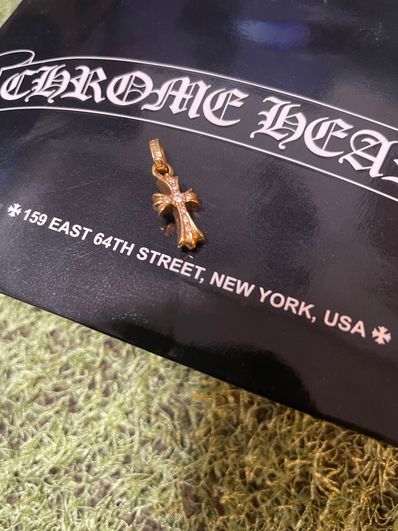 CHROME HEA
159 EAST 64TH STREET, NEW YORK, USA